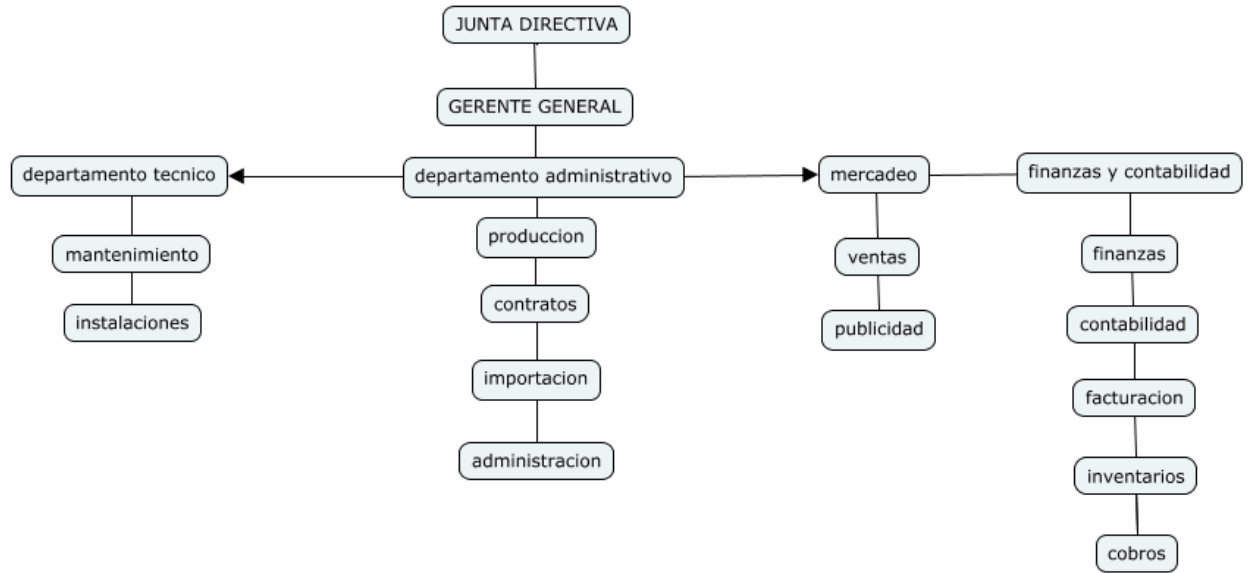 JUNTA DIRECTIVA
GERENTE GENERAL
departamento tecnico
departamento administrativo
mercadeo
finanzas y contabilidad
mantenimiento
instalaciones
produccion
contratos
importacion
administracion
ventas
publicidad
finanzas
contabilidad
facturacion
inventarios
cobros